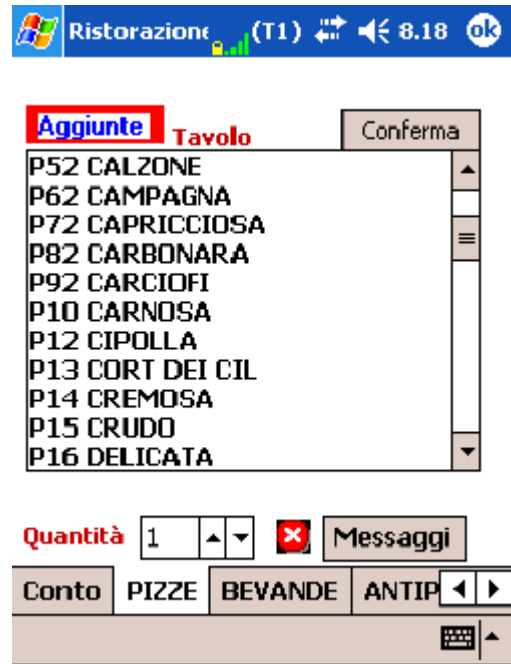 Ristorazione (T1) 8.18 ok
Aggiunte Tavolo Conferma
P52 CALZONE
P62 CAMPAGNA
P72 CAPRICCIOSA
P82 CARBONARA
P92 CARCIOFI
P10 CARNOSA
P12 CIPOLLA
P13 CORT DEI CIL
P14 CREMOSA
P15 CRUDO
P16 DELICATA
Quantità 1 Messaggi
Conto PIZZE BEVANDE ANTIP